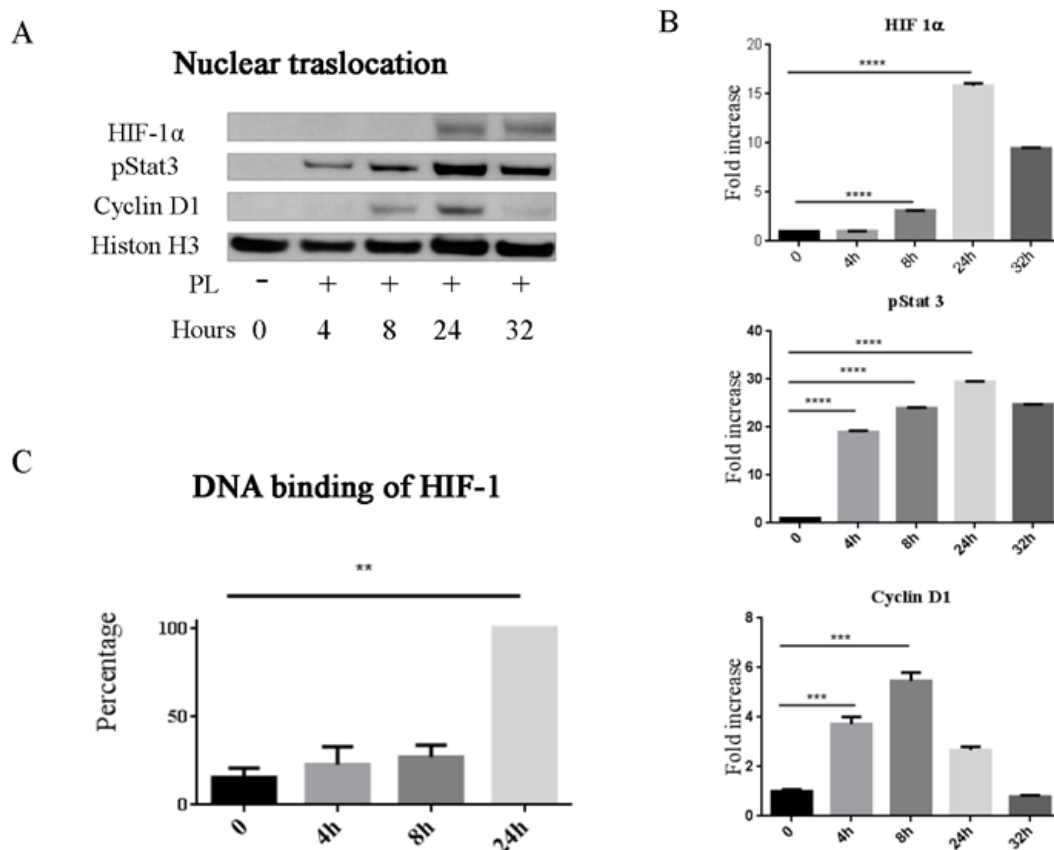 A
Nuclear traslocation
HIF-1α
pStat3
Cyclin D1
Histon H3
PL - + + + +
Hours 0 4 8 24 32
B
HIF 1α
Fold increase
20
15
10
5
0
****
****
0 4h 8h 24h 32h
pStat 3
Fold increase
40
30
20
10
0
****
****
****
0 4h 8h 24h 32h
Cyclin D1
Fold increase
8
6
4
2
0
***
***
0 4h 8h 24h 32h
C
DNA binding of HIF-1
**
Percentage
100
50
0
0 4h 8h 24h